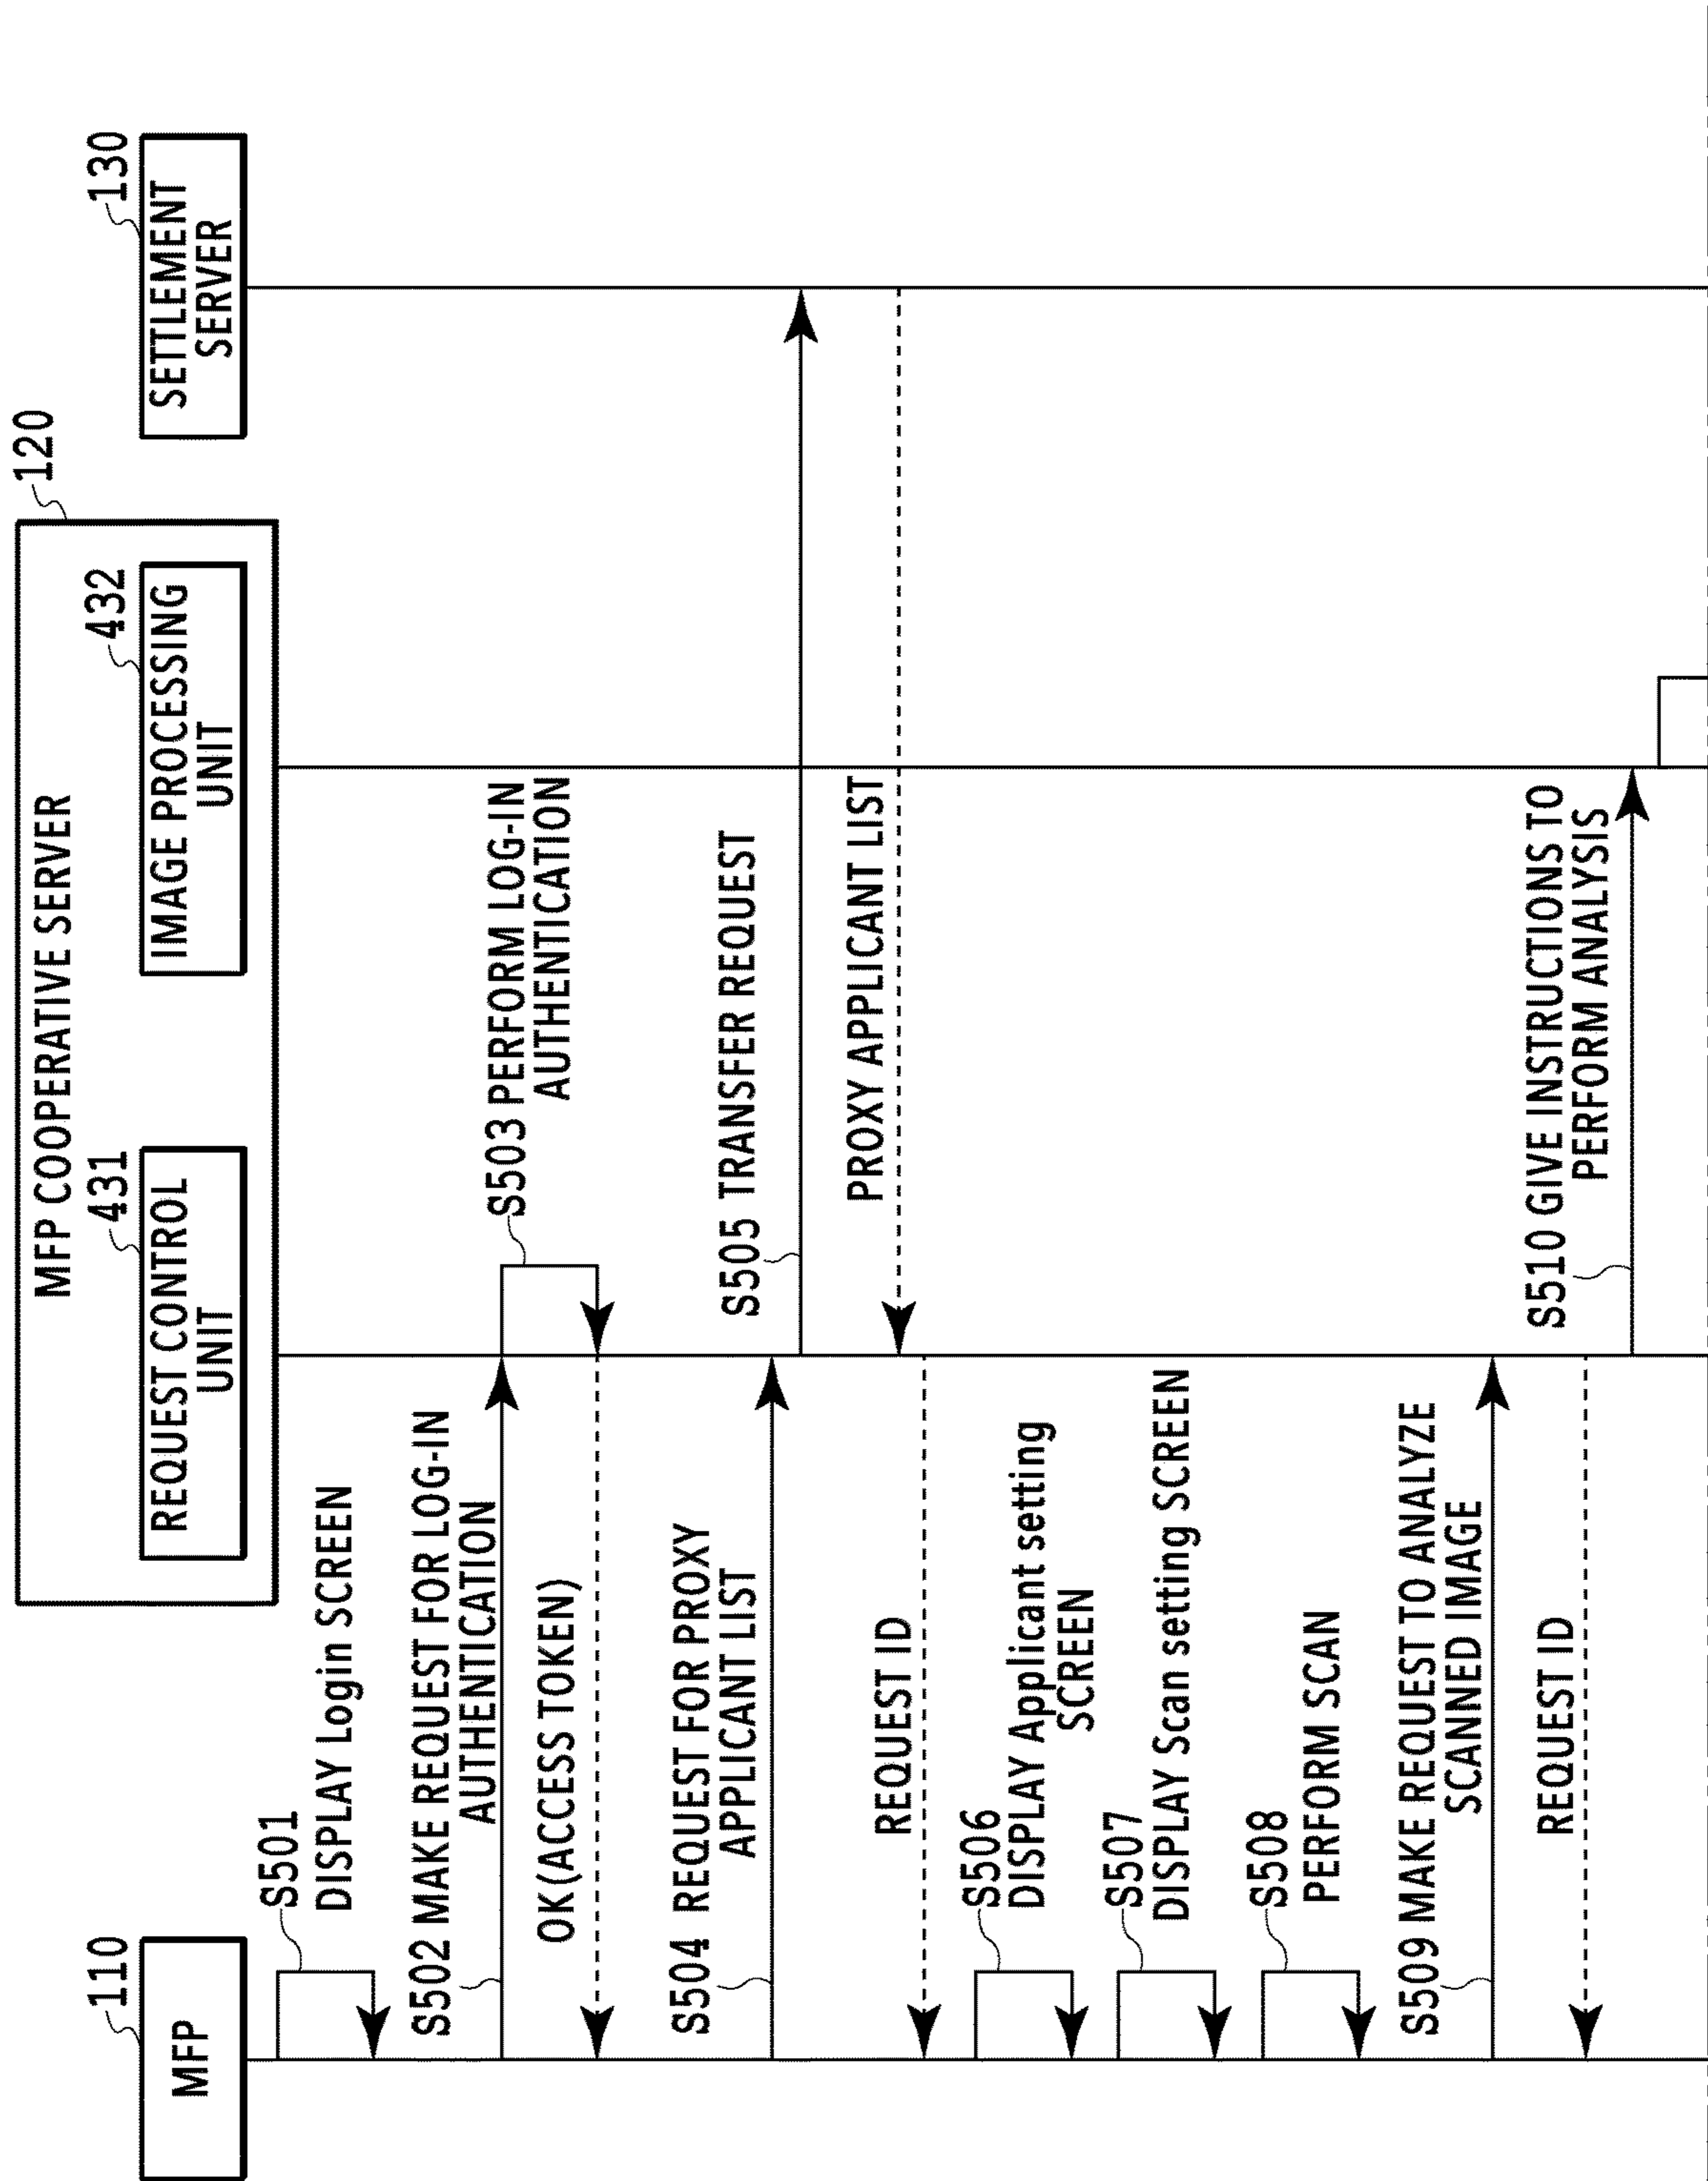 MFP COOPERATIVE SERVER
120
110
MFP
431
REQUEST CONTROL
UNIT
432
IMAGE PROCESSING
UNIT
130
SETTLEMENT
SERVER
S501
DISPLAY Login SCREEN
S502 MAKE REQUEST FOR LOG-IN
AUTHENTICATION
S503 PERFORM LOG-IN
AUTHENTICATION
OK(ACCESS TOKEN)
S504 REQUEST FOR PROXY
APPLICANT LIST
S505 TRANSFER REQUEST
PROXY APPLICANT LIST
REQUEST ID
S506
DISPLAY Applicant setting
SCREEN
S507
DISPLAY Scan setting SCREEN
S508
PERFORM SCAN
S509 MAKE REQUEST TO ANALYZE
SCANNED IMAGE
S510 GIVE INSTRUCTIONS TO
PERFORM ANALYSIS
REQUEST ID